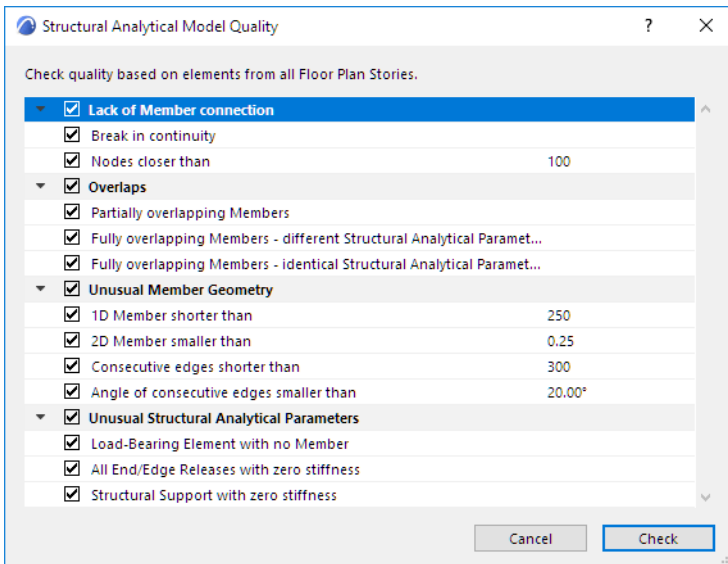 Structural Analytical Model Quality
Check quality based on elements from all Floor Plan Stories.
Lack of Member connection
Break in continuity
Nodes closer than 100
Overlaps
Partially overlapping Members
Fully overlapping Members - different Structural Analytical Paramet...
Fully overlapping Members - identical Structural Analytical Paramet...
Unusual Member Geometry
1D Member shorter than 250
2D Member smaller than 0.25
Consecutive edges shorter than 300
Angle of consecutive edges smaller than 20.00°
Unusual Structural Analytical Parameters
Load-Bearing Element with no Member
All End/Edge Releases with zero stiffness
Structural Support with zero stiffness
Cancel Check